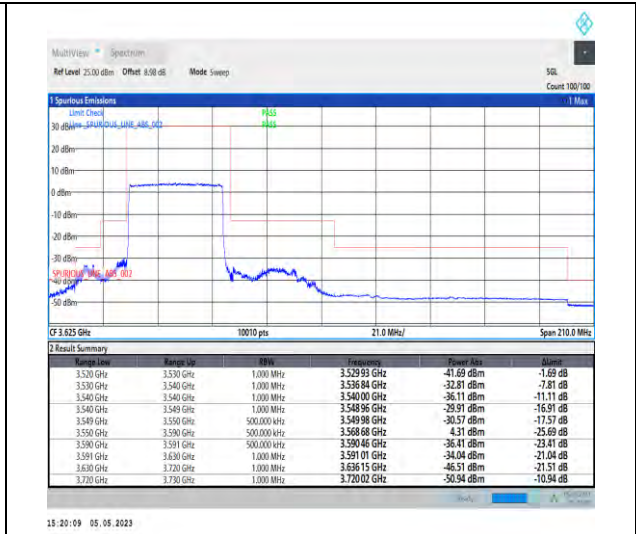 MultiView Spectrum
Ref Level 25.00 dBm Offset 8.98 dB Mode Sweep SGL
Count 100/100
1 Spurious Emissions 1 Max
Limit Check PASS
30 dBm Line _SPURIOUS_LINE_ABS_002 PASS
20 dBm
10 dBm
0 dBm
-10 dBm
-20 dBm
-30 dBm
_SPURIOUS_LINE_ABS_002
-40 dBm
-50 dBm
CF 3.625 GHz 10010 pts 21.0 MHz/ Span 210.0 MHz
2 Result Summary
Range Low Range Up RBW Frequency Power Abs ΔLimit
3.520 GHz 3.530 GHz 1.000 MHz 3.529 93 GHz -41.69 dBm -1.69 dB
3.530 GHz 3.540 GHz 1.000 MHz 3.536 84 GHz -32.81 dBm -7.81 dB
3.540 GHz 3.540 GHz 1.000 MHz 3.540 00 GHz -36.11 dBm -11.11 dB
3.540 GHz 3.549 GHz 1.000 MHz 3.548 96 GHz -29.91 dBm -16.91 dB
3.549 GHz 3.550 GHz 500.000 kHz 3.549 98 GHz -30.57 dBm -17.57 dB
3.550 GHz 3.590 GHz 500.000 kHz 3.568 68 GHz 4.31 dBm -25.69 dB
3.590 GHz 3.591 GHz 500.000 kHz 3.590 46 GHz -36.41 dBm -23.41 dB
3.591 GHz 3.630 GHz 1.000 MHz 3.591 01 GHz -34.04 dBm -21.04 dB
3.630 GHz 3.720 GHz 1.000 MHz 3.636 15 GHz -46.51 dBm -21.51 dB
3.720 GHz 3.730 GHz 1.000 MHz 3.720 02 GHz -50.94 dBm -10.94 dB
15:20:09 05.05.2023